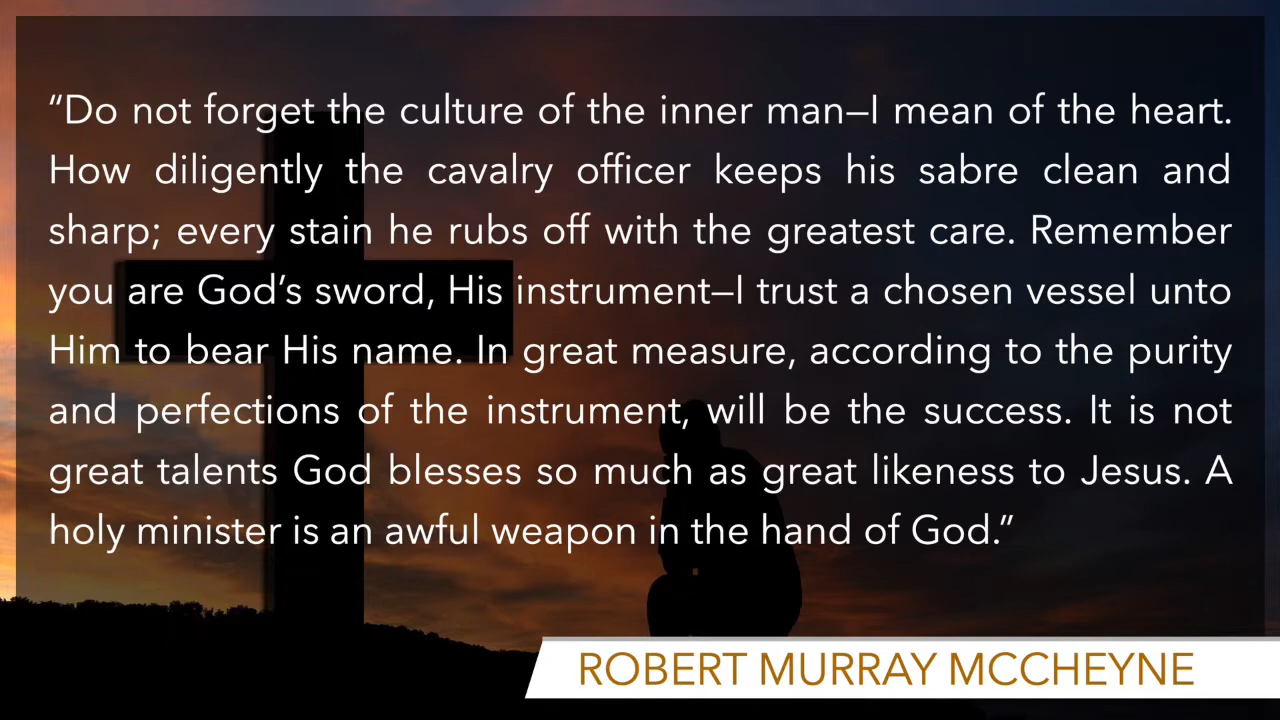 “Do not forget the culture of the inner man—I mean of the heart.
How diligently the cavalry officer keeps his sabre clean and
sharp; every stain he rubs off with the greatest care. Remember
you are God’s sword, His instrument—I trust a chosen vessel unto
Him to bear His name. In great measure, according to the purity
and perfections of the instrument, will be the success. It is not
great talents God blesses so much as great likeness to Jesus. A
holy minister is an awful weapon in the hand of God.”
ROBERT MURRAY MCCHEYNE